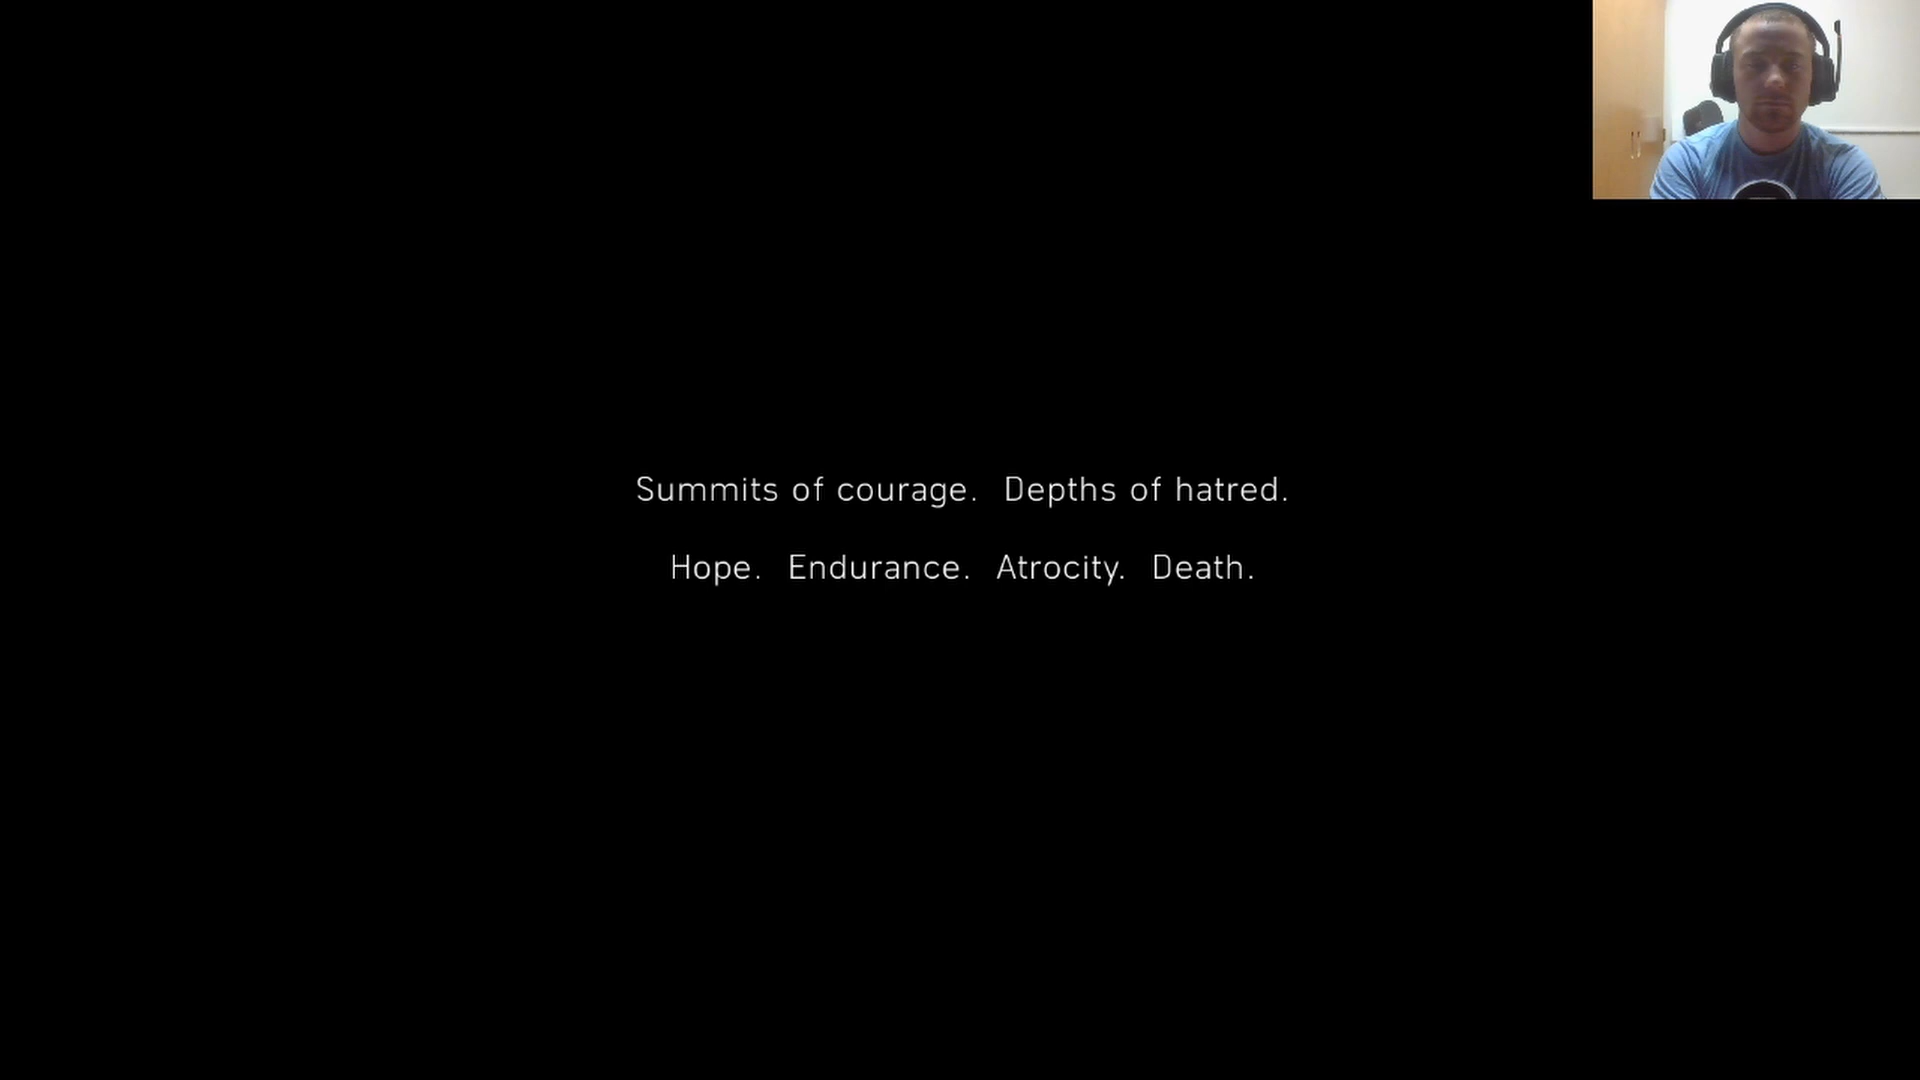 Summits of courage. Depths of hatred.
Hope. Endurance. Atrocity. Death.